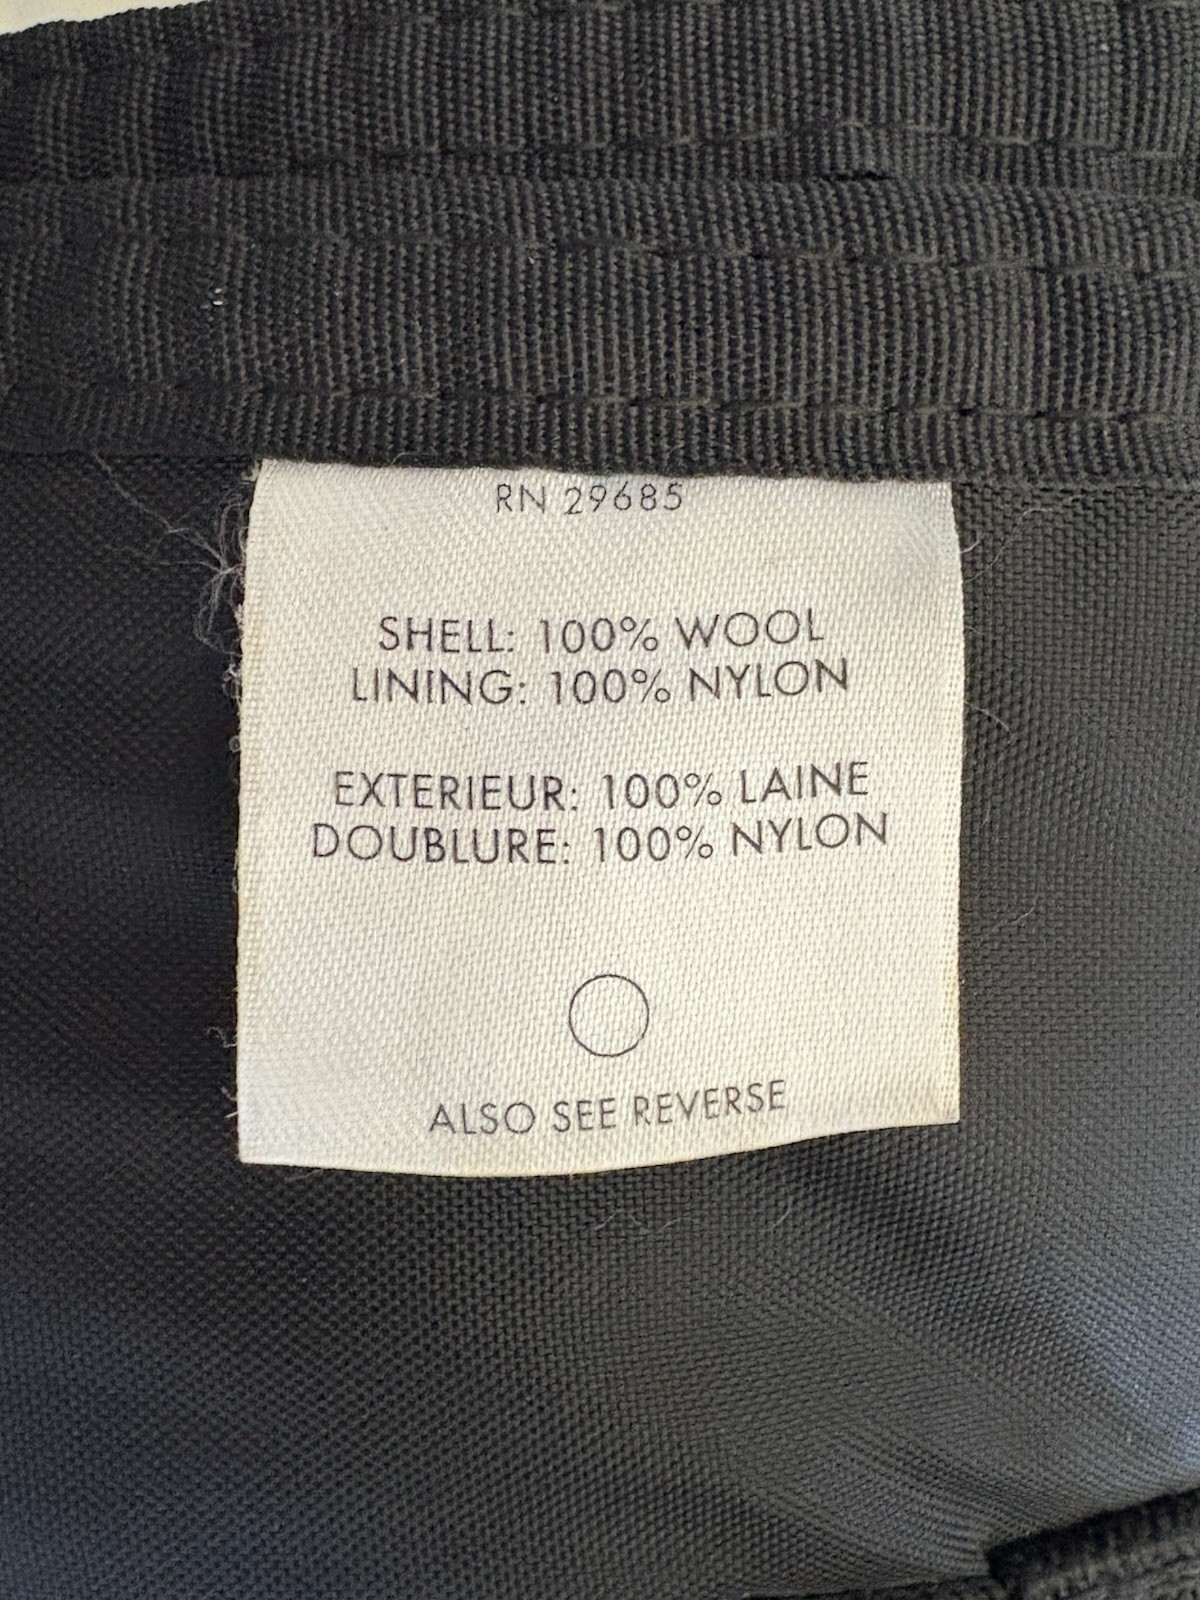 RN 29685
SHELL: 100% WOOL
LINING: 100% NYLON
EXTERIEUR: 100% LAINE
DOUBLURE: 100% NYLON
ALSO SEE REVERSE